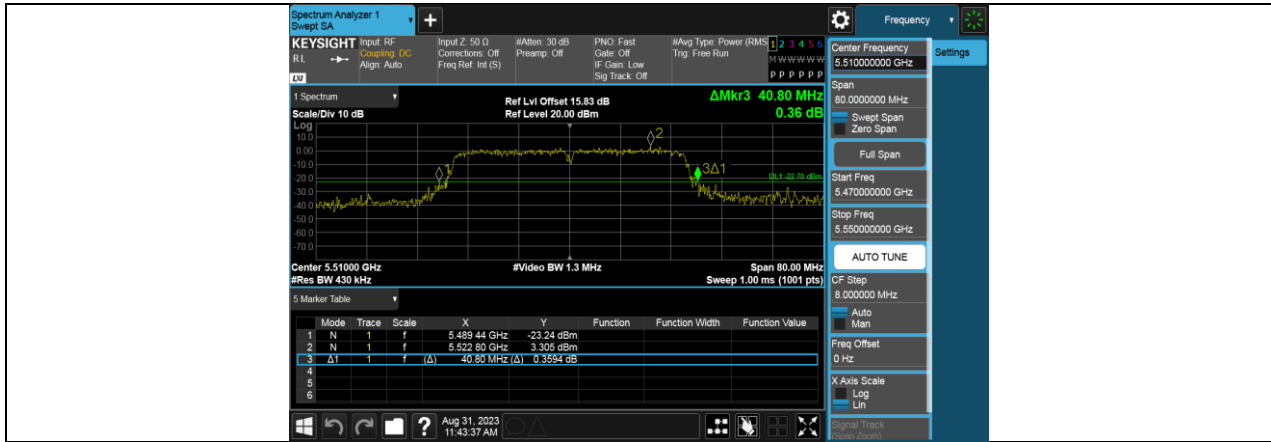 Spectrum Analyzer 1
Swept SA
+
Frequency
KEYSIGHT Input: RF Input Z: 50 Ω #Atten: 30 dB PNO: Fast #Avg Type: Power (RMS 1 2 3 4 5 6
R L Coupling: DC Corrections: Off Preamp: Off Gate: Off Trig: Free Run M W W W W W
Align: Auto Freq Ref: Int (S) IF Gain: Low
LXI Sig Track: Off P P P P P P
1 Spectrum
Ref Lvl Offset 15.83 dB
ΔMkr3 40.80 MHz
Scale/Div 10 dB
Ref Level 20.00 dBm
0.36 dB
Log
10.0
0.00
-10.0
-20.0
-30.0
-40.0
-50.0
-60.0
-70.0
1
2
3Δ1
DL1 -22.70 dBm
Center 5.51000 GHz #Video BW 1.3 MHz Span 80.00 MHz
#Res BW 430 kHz Sweep 1.00 ms (1001 pts)
5 Marker Table
Mode Trace Scale X Y Function Function Width Function Value
1 N 1 f 5.489 44 GHz -23.24 dBm
2 N 1 f 5.522 80 GHz 3.305 dBm
3 Δ1 1 f (Δ) 40.80 MHz (Δ) 0.3594 dB
4
5
6
?
Aug 31, 2023
11:43:37 AM
Center Frequency
5.510000000 GHz
Settings
Span
80.0000000 MHz
Swept Span
Zero Span
Full Span
Start Freq
5.470000000 GHz
Stop Freq
5.550000000 GHz
AUTO TUNE
CF Step
8.000000 MHz
Auto
Man
Freq Offset
0 Hz
X Axis Scale
Log
Lin
Signal Track
(Span Zoom)